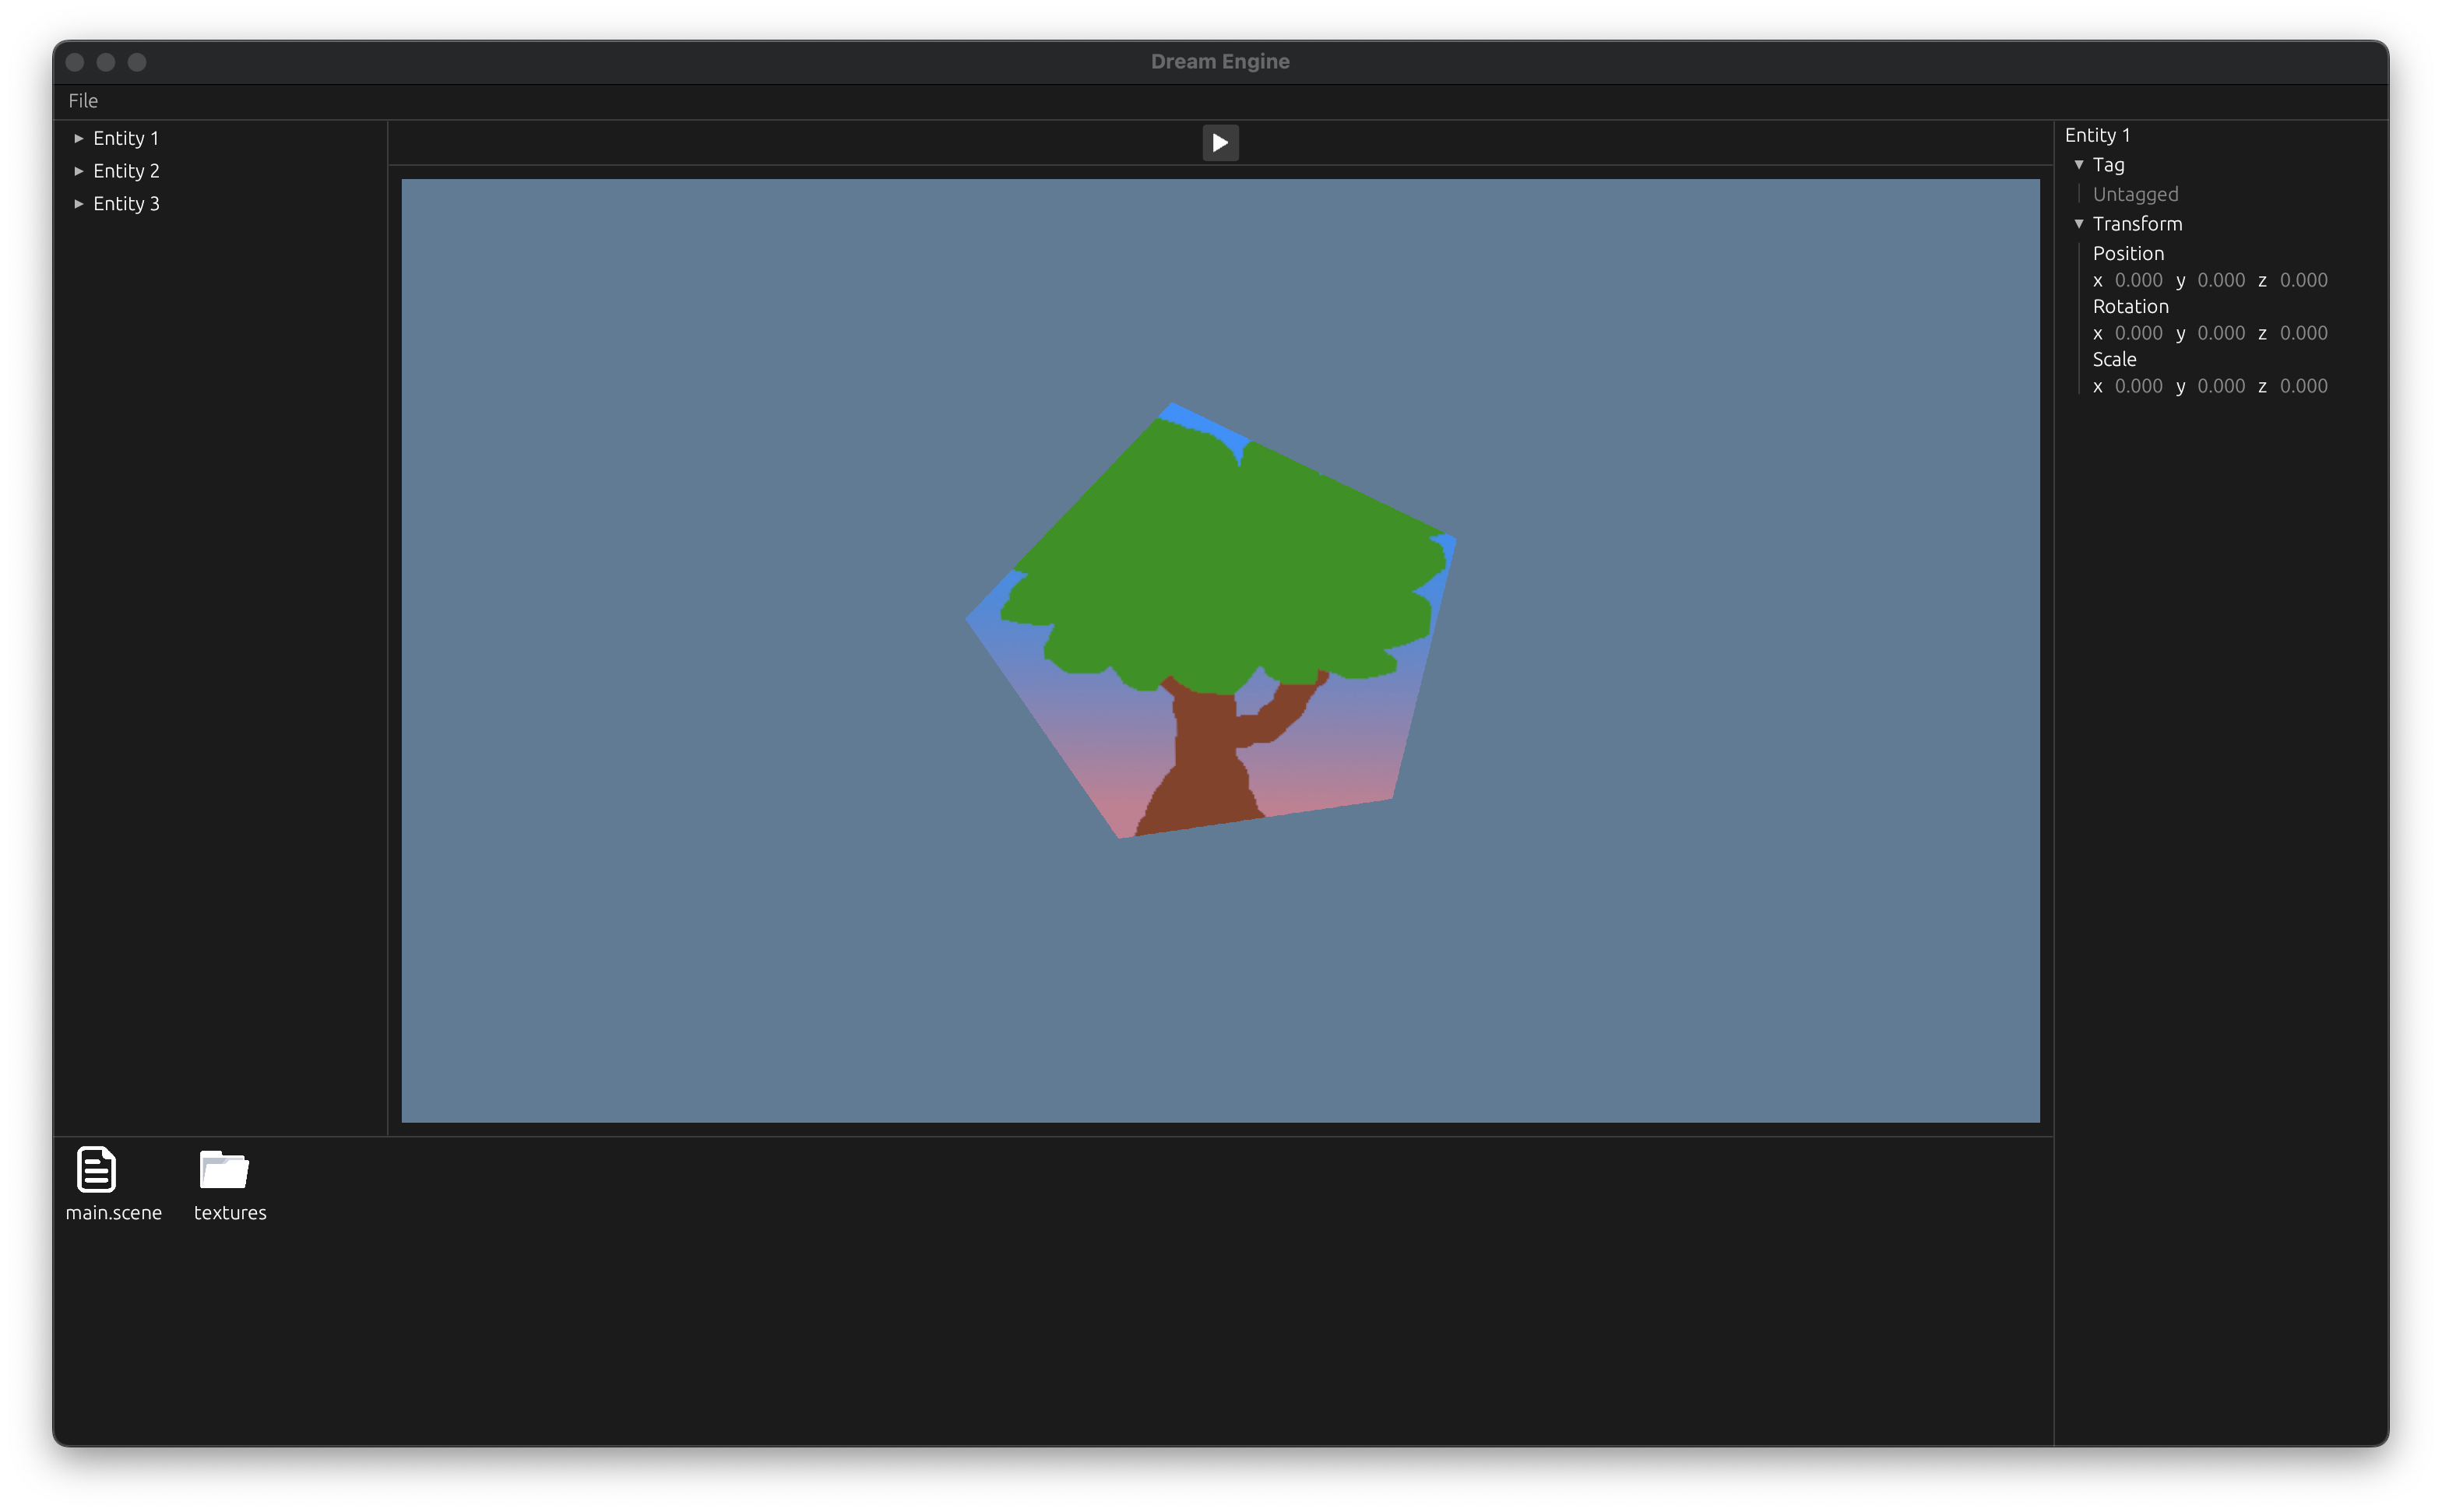 Dream Engine
File
Entity 1
Entity 2
Entity 3
Entity 1
Tag
Untagged
Transform
Position
x 0.000 y 0.000 z 0.000
Rotation
x 0.000 y 0.000 z 0.000
Scale
x 0.000 y 0.000 z 0.000
main.scene textures